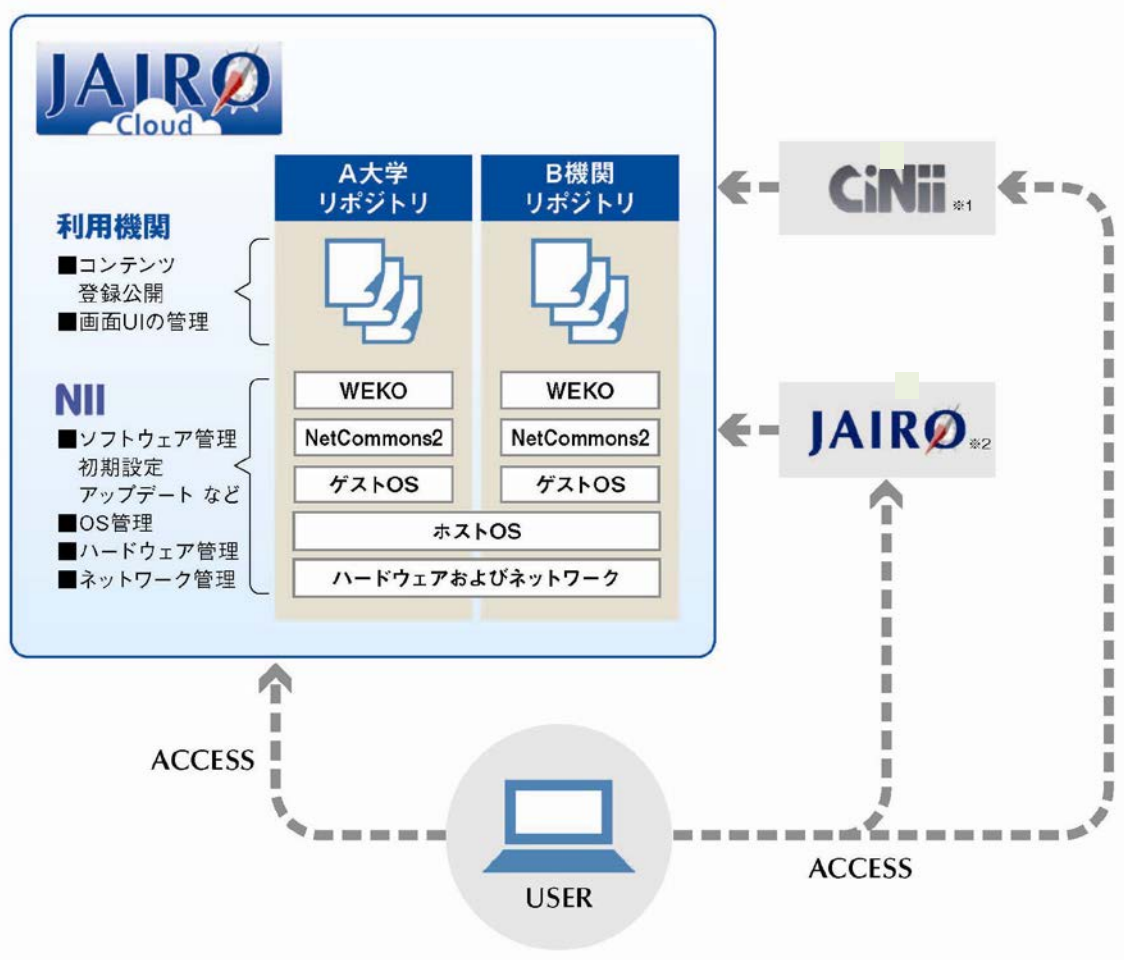 JAIRO
Cloud
A大学
リポジトリ
B機関
リポジトリ
利用機関
■コンテンツ
登録公開
■画面UIの管理
NII
■ソフトウェア管理
初期設定
アップデート など
■OS管理
■ハードウェア管理
■ネットワーク管理
WEKO
WEKO
NetCommons2
NetCommons2
ゲストOS
ゲストOS
ホストOS
ハードウェアおよびネットワーク
CiNii ※1
JAIRO ※2
ACCESS
USER
ACCESS